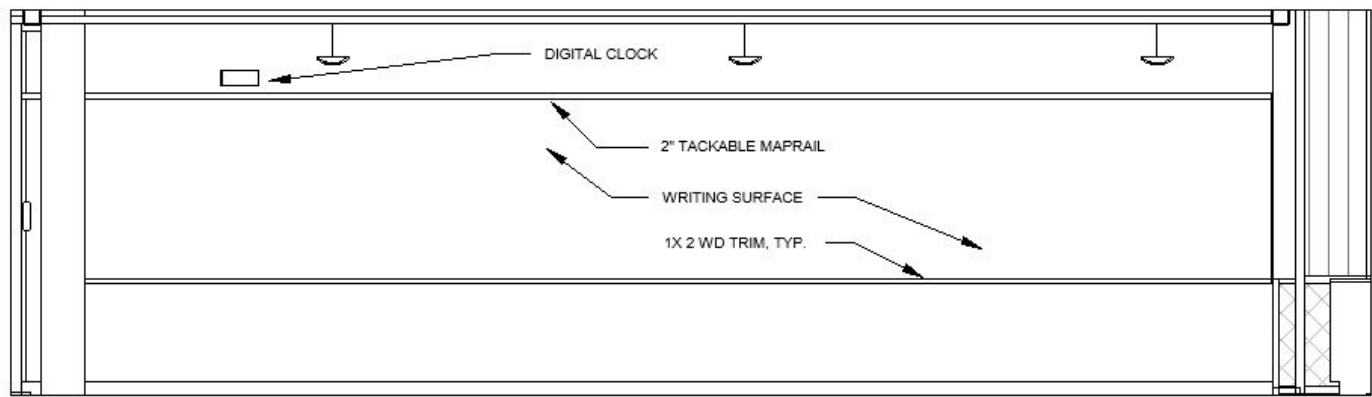 DIGITAL CLOCK
2" TACKABLE MAPRAIL
WRITING SURFACE
1X 2 WD TRIM, TYP.